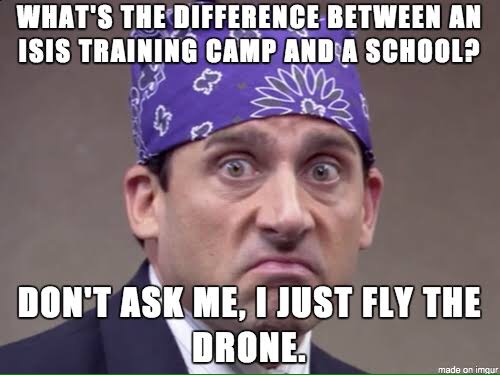 WHAT'S THE DIFFERENCE BETWEEN AN
ISIS TRAINING CAMP AND A SCHOOL?
DON'T ASK ME, I JUST FLY THE
DRONE.
made on imgur